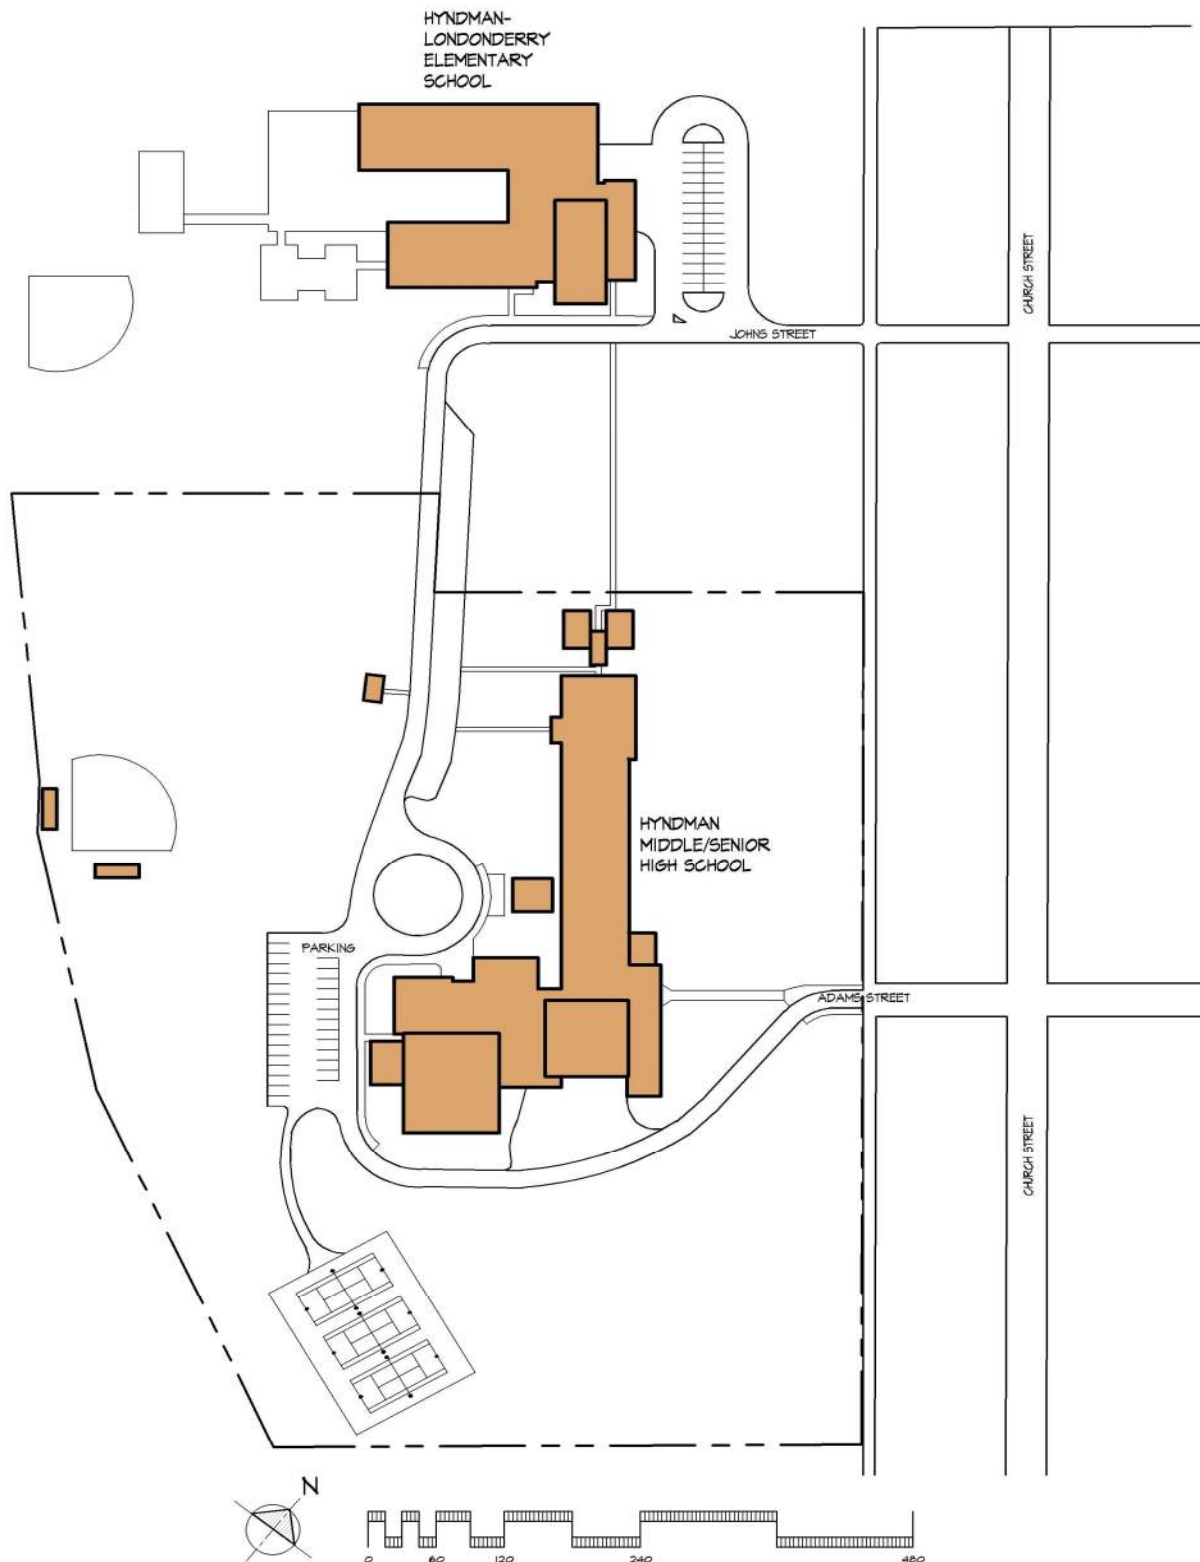 HYNDMAN-
LONDONDERRY
ELEMENTARY
SCHOOL
CHURCH STREET
JOHNS STREET
HYNDMAN
MIDDLE/SENIOR
HIGH SCHOOL
PARKING
ADAMS STREET
CHURCH STREET
N
0 60 120 240 480